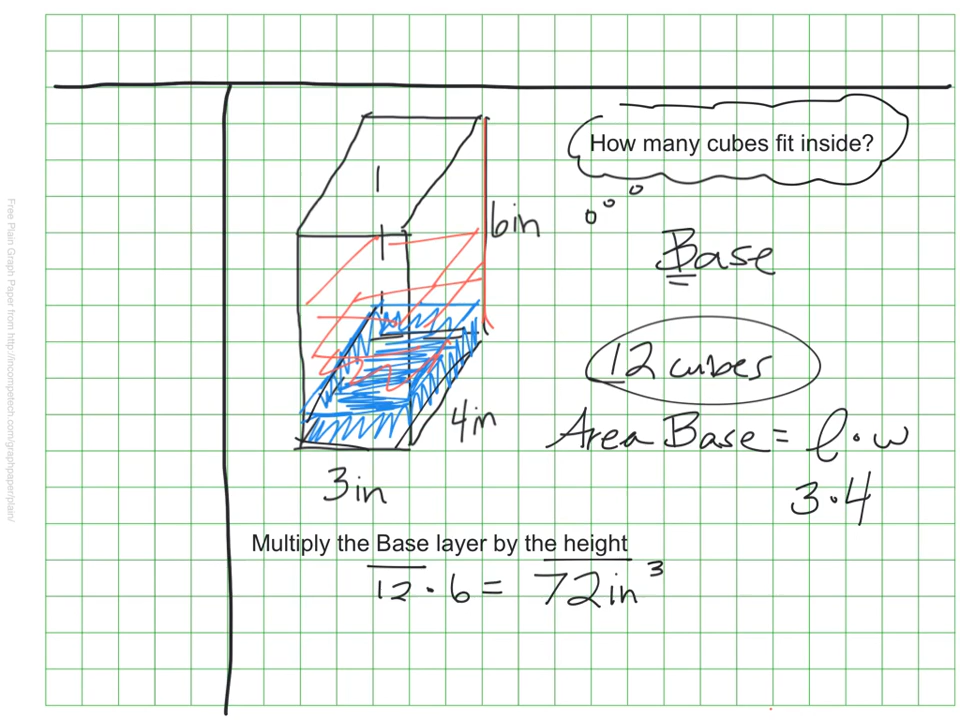 How many cubes fit inside?
6in
Base
12 cubes
4in
Area Base = l · w
3in
3 · 4
Multiply the Base layer by the height
12 · 6 = 72in³
Free Plain Graph Paper from http://incompetech.com/graphpaper/plain/